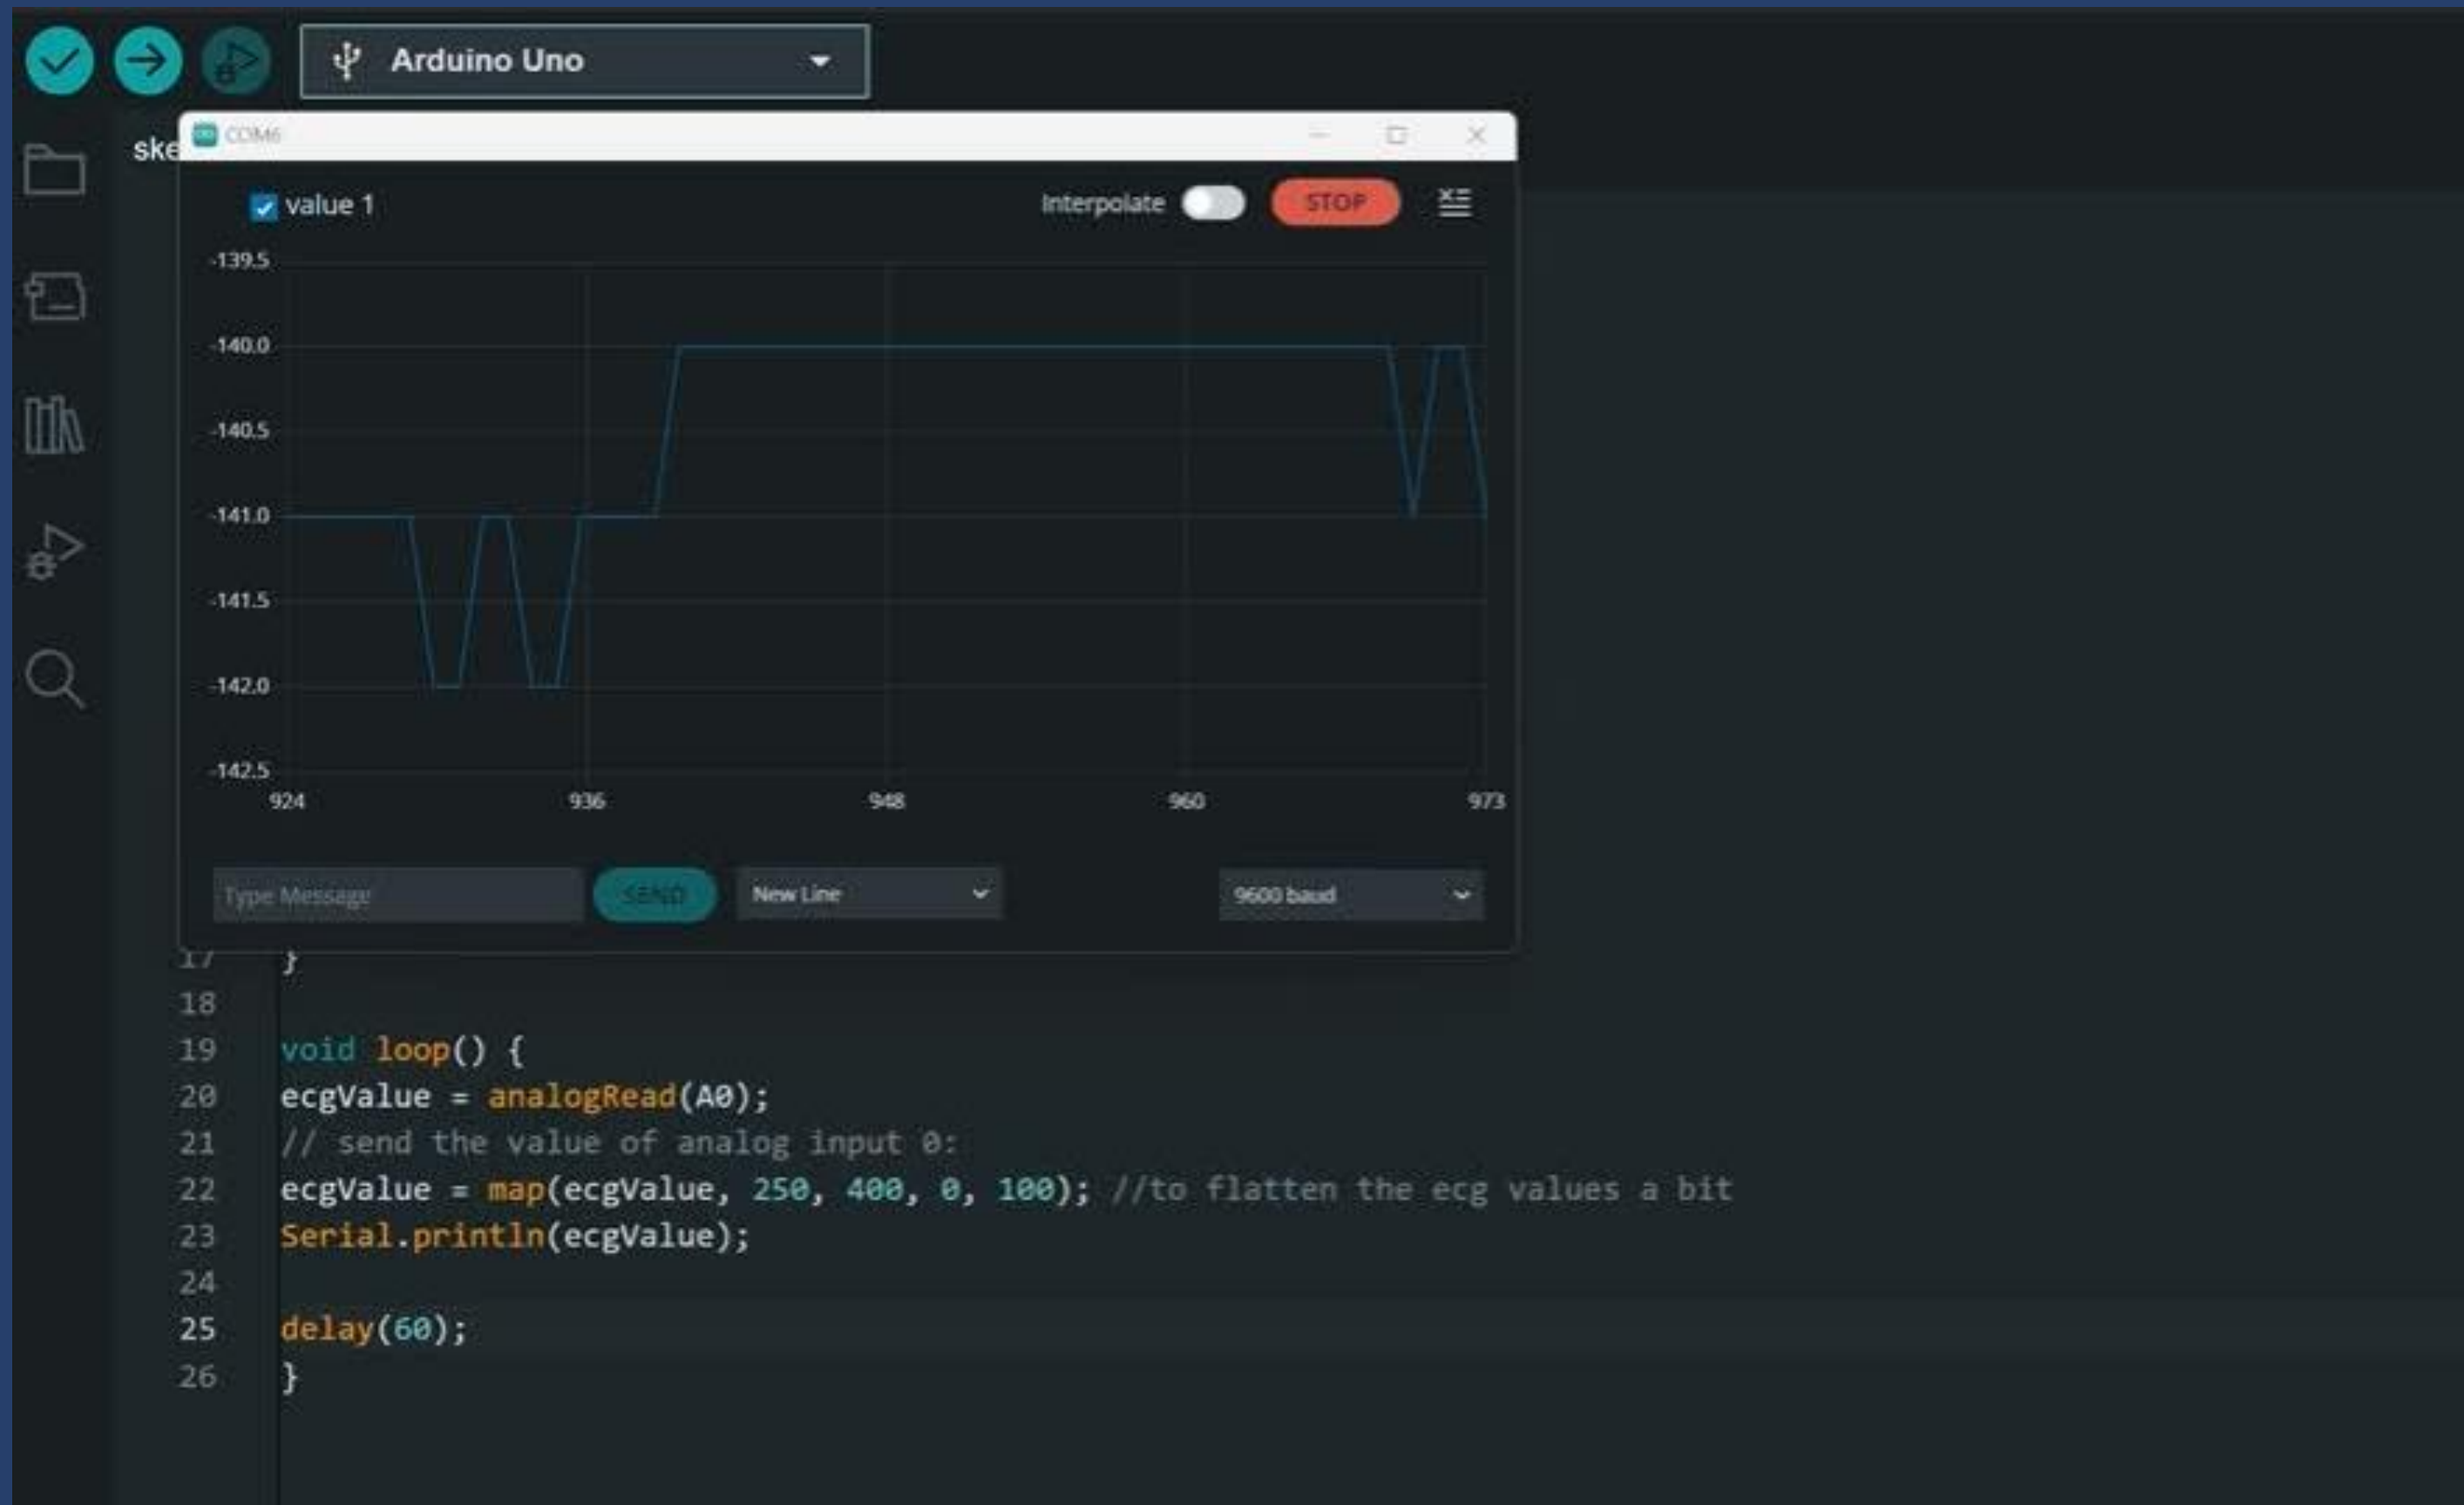 Arduino Uno
COM6
ske
value 1
Interpolate
STOP
-139.5
-140.0
-140.5
-141.0
-141.5
-142.0
-142.5
924 936 948 960 973
Type Message SEND New Line 9600 baud
17 }
18
19 void loop() {
20 ecgValue = analogRead(A0);
21 // send the value of analog input 0:
22 ecgValue = map(ecgValue, 250, 400, 0, 100); //to flatten the ecg values a bit
23 Serial.println(ecgValue);
24
25 delay(60);
26 }